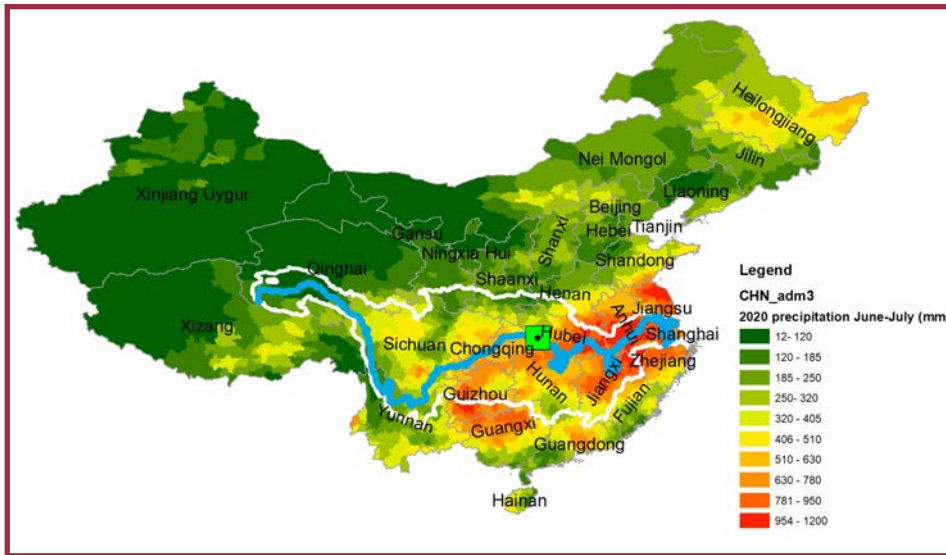 Heilongjiang
Nei Mongol
Jilin
Xinjiang Uygur
Liaoning
Beijing
Gansu
Hebei
Tianjin
Ningxia Hui
Shanxi
Qinghai
Shaanxi
Shandong
Henan
Xizang
Jiangsu
Anhui
Sichuan
Chongqing
Hubei
Shanghai
Zhejiang
Hunan
Jiangxi
Guizhou
Fujian
Yunnan
Guangxi
Guangdong
Hainan
Legend
CHN_adm3
2020 precipitation June-July (mm
12- 120
120 - 185
185 - 250
250- 320
320 - 405
406 - 510
510 - 630
630 - 780
781 - 950
954 - 1200